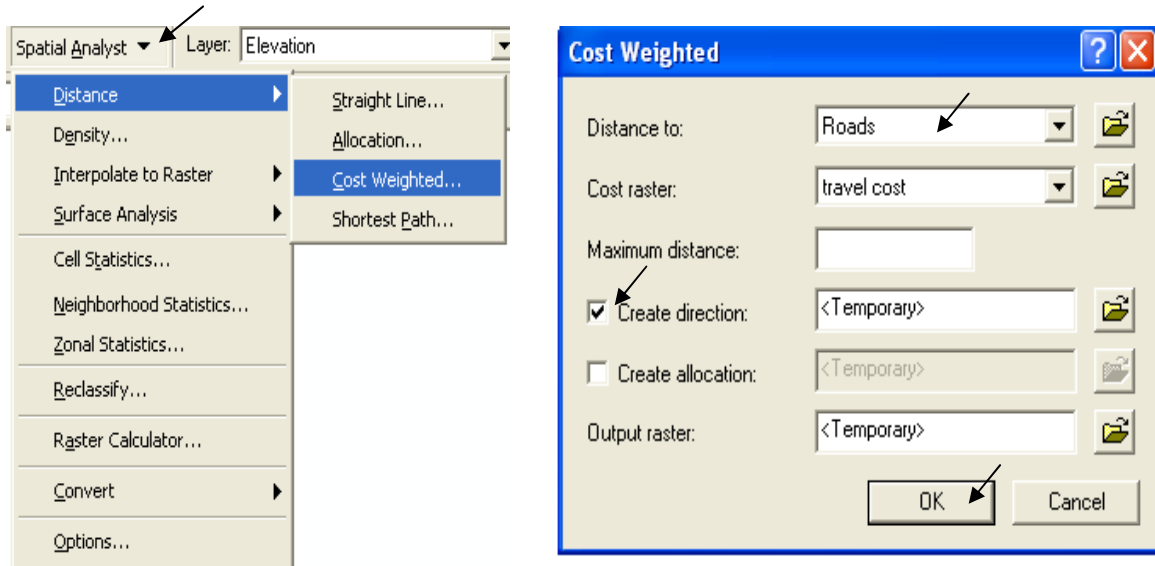 Spatial Analyst Layer: Elevation
Distance
Density...
Interpolate to Raster
Surface Analysis
Cell Statistics...
Neighborhood Statistics...
Zonal Statistics...
Reclassify...
Raster Calculator...
Convert
Options...
Straight Line...
Allocation...
Cost Weighted...
Shortest Path...
Cost Weighted ?
Distance to: Roads
Cost raster: travel cost
Maximum distance:
Create direction: <Temporary>
Create allocation: <Temporary>
Output raster: <Temporary>
OK Cancel